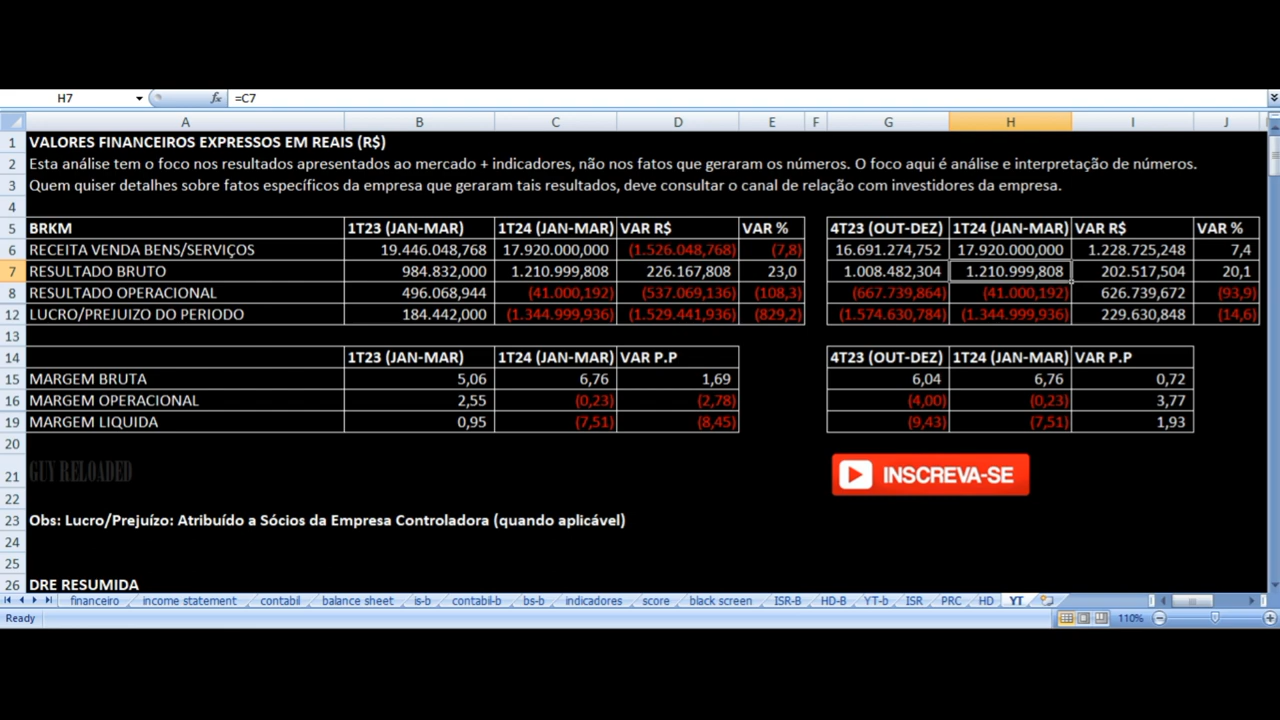 H7 fx =C7
A B C D E F G H I J
1 VALORES FINANCEIROS EXPRESSOS EM REAIS (R$)
2 Esta análise tem o foco nos resultados apresentados ao mercado + indicadores, não nos fatos que geraram os números. O foco aqui é análise e interpretação de números.
3 Quem quiser detalhes sobre fatos específicos da empresa que geraram tais resultados, deve consultar o canal de relação com investidores da empresa.
4
5 BRKM 1T23 (JAN-MAR) 1T24 (JAN-MAR) VAR R$ VAR % 4T23 (OUT-DEZ) 1T24 (JAN-MAR) VAR R$ VAR %
6 RECEITA VENDA BENS/SERVIÇOS 19.446.048,768 17.920.000,000 (1.526.048,768) (7,8) 16.691.274,752 17.920.000,000 1.228.725,248 7,4
7 RESULTADO BRUTO 984.832,000 1.210.999,808 226.167,808 23,0 1.008.482,304 1.210.999,808 202.517,504 20,1
8 RESULTADO OPERACIONAL 496.068,944 (41.000,192) (537.069,136) (108,3) (667.739,864) (41.000,192) 626.739,672 (93,9)
12 LUCRO/PREJUIZO DO PERIODO 184.442,000 (1.344.999,936) (1.529.441,936) (829,2) (1.574.630,784) (1.344.999,936) 229.630,848 (14,6)
13
14 1T23 (JAN-MAR) 1T24 (JAN-MAR) VAR P.P 4T23 (OUT-DEZ) 1T24 (JAN-MAR) VAR P.P
15 MARGEM BRUTA 5,06 6,76 1,69 6,04 6,76 0,72
16 MARGEM OPERACIONAL 2,55 (0,23) (2,78) (4,00) (0,23) 3,77
19 MARGEM LIQUIDA 0,95 (7,51) (8,45) (9,43) (7,51) 1,93
20
21 GUY RELOADED INSCREVA-SE
22
23 Obs: Lucro/Prejuízo: Atribuído a Sócios da Empresa Controladora (quando aplicável)
24
25
26 DRE RESUMIDA
financeiro income statement contabil balance sheet is-b contabil-b bs-b indicadores score black screen ISR-B HD-B YT-b ISR PRC HD YT
Ready 110%